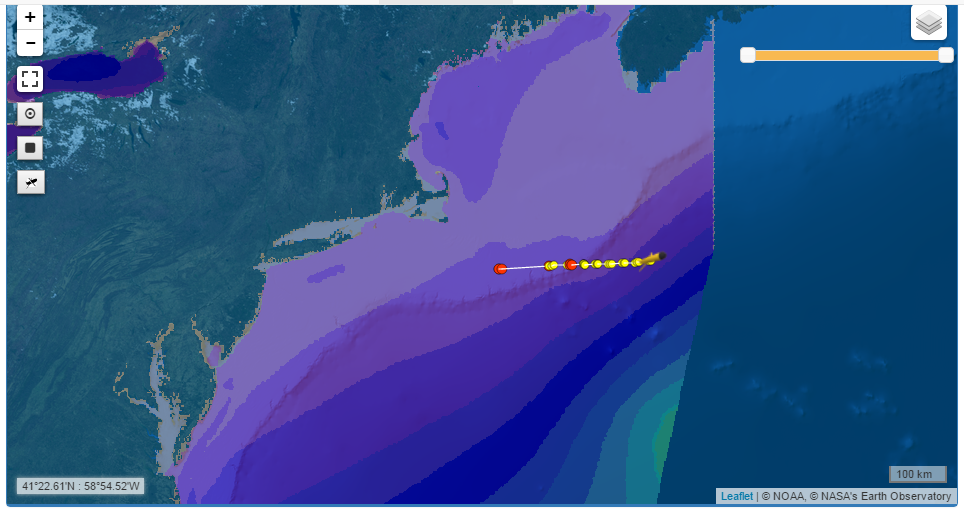 +
−
41°22.61'N : 58°54.52'W
100 km
Leaflet | © NOAA, © NASA's Earth Observatory